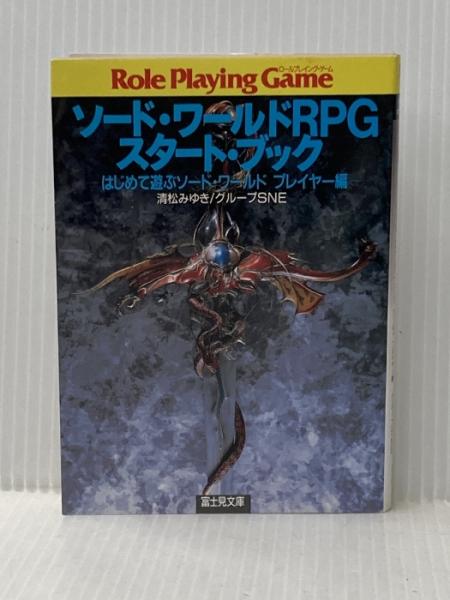 ロールプレイング・ゲーム
Role Playing Game
ソード・ワールドRPG
スタート・ブック
はじめて遊ぶソード・ワールド プレイヤー編
清松みゆき/グループSNE
富士見文庫